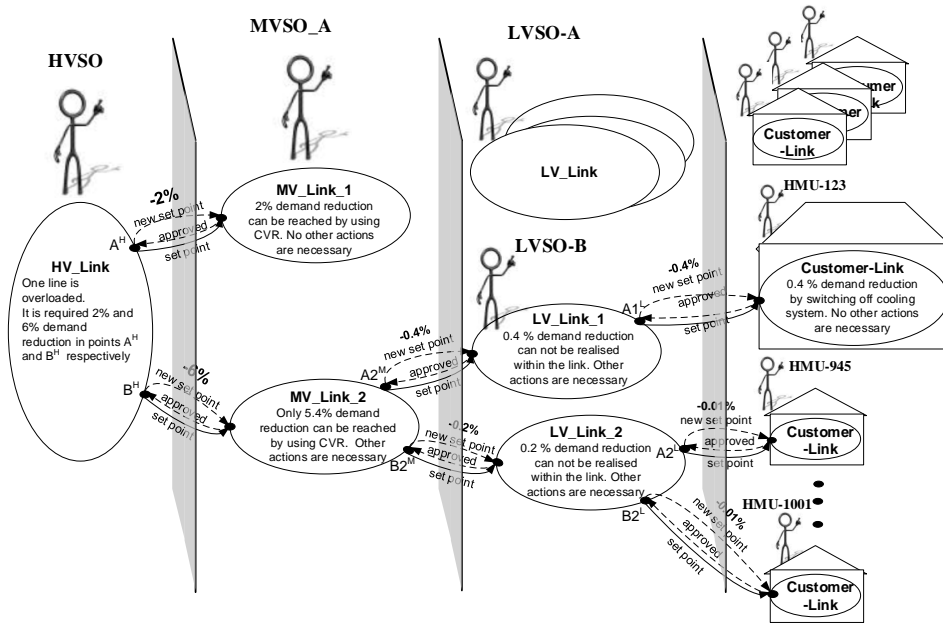 HVSO
MVSO_A
LVSO-A
LV_Link
Customer
-Link
HMU-123
-2%
new set point
approved
set point
A^H
MV_Link_1
2% demand reduction
can be reached by using
CVR. No other actions
are necessary
HV_Link
One line is
overloaded.
It is required 2% and
6% demand
reduction in points A^H
and B^H respectively
LVSO-B
-0.4%
new set point
approved
set point
A1^L
Customer-Link
0.4 % demand reduction
by switching off cooling
system. No other actions
are necessary
LV_Link_1
0.4 % demand reduction
can not be realised
within the link. Other
actions are necessary
-0.4%
new set point
approved
set point
A2^M
-6%
new set point
approved
set point
B^H
MV_Link_2
Only 5.4% demand
reduction can be reached
by using CVR. Other
actions are necessary
-0.2%
new set point
approved
set point
B2^M
LV_Link_2
0.2 % demand reduction
can not be realised
within the link. Other
actions are necessary
HMU-945
-0.01%
new set point
approved
set point
A2^L
Customer
-Link
B2^L
-0.01%
new set point
approved
set point
HMU-1001
Customer
-Link